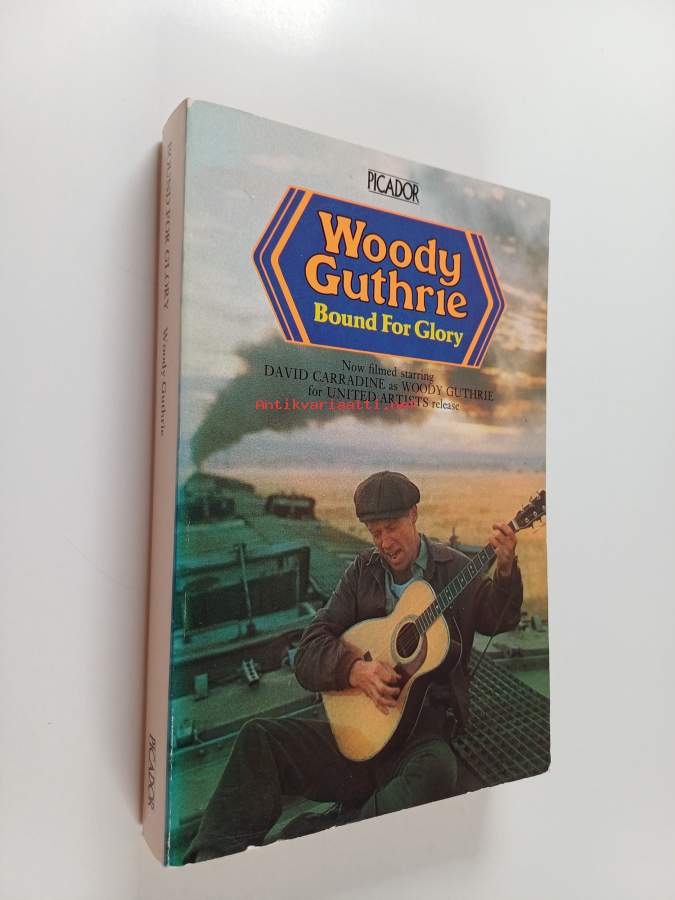 PICADOR
Woody
Guthrie
Bound For Glory
Now filmed starring
DAVID CARRADINE as WOODY GUTHRIE
for UNITED ARTISTS release
Antikvariaatti.net
BOUND FOR GLORY Woody Guthrie
PICADOR